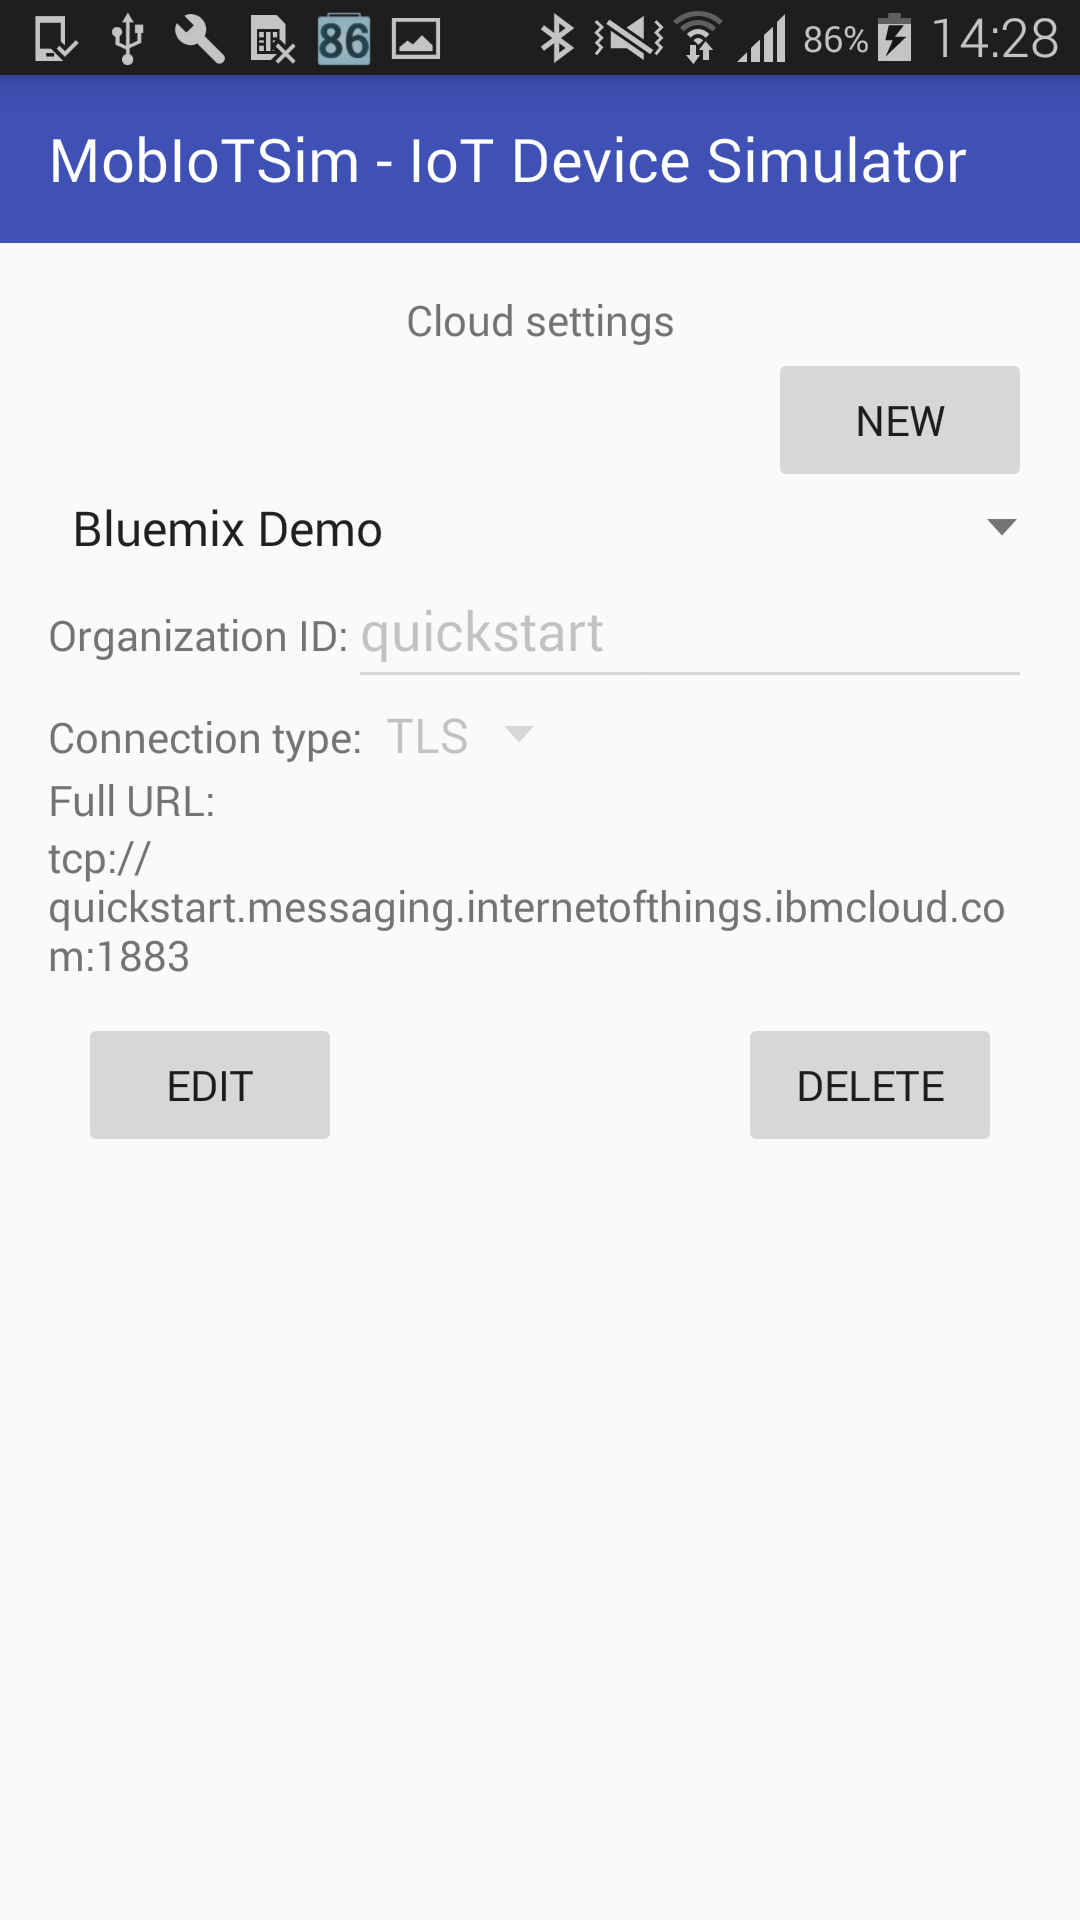 86 86% 14:28
MobIoTSim - IoT Device Simulator
Cloud settings
NEW
Bluemix Demo
Organization ID: quickstart
Connection type: TLS
Full URL:
tcp://
quickstart.messaging.internetofthings.ibmcloud.co
m:1883
EDIT DELETE